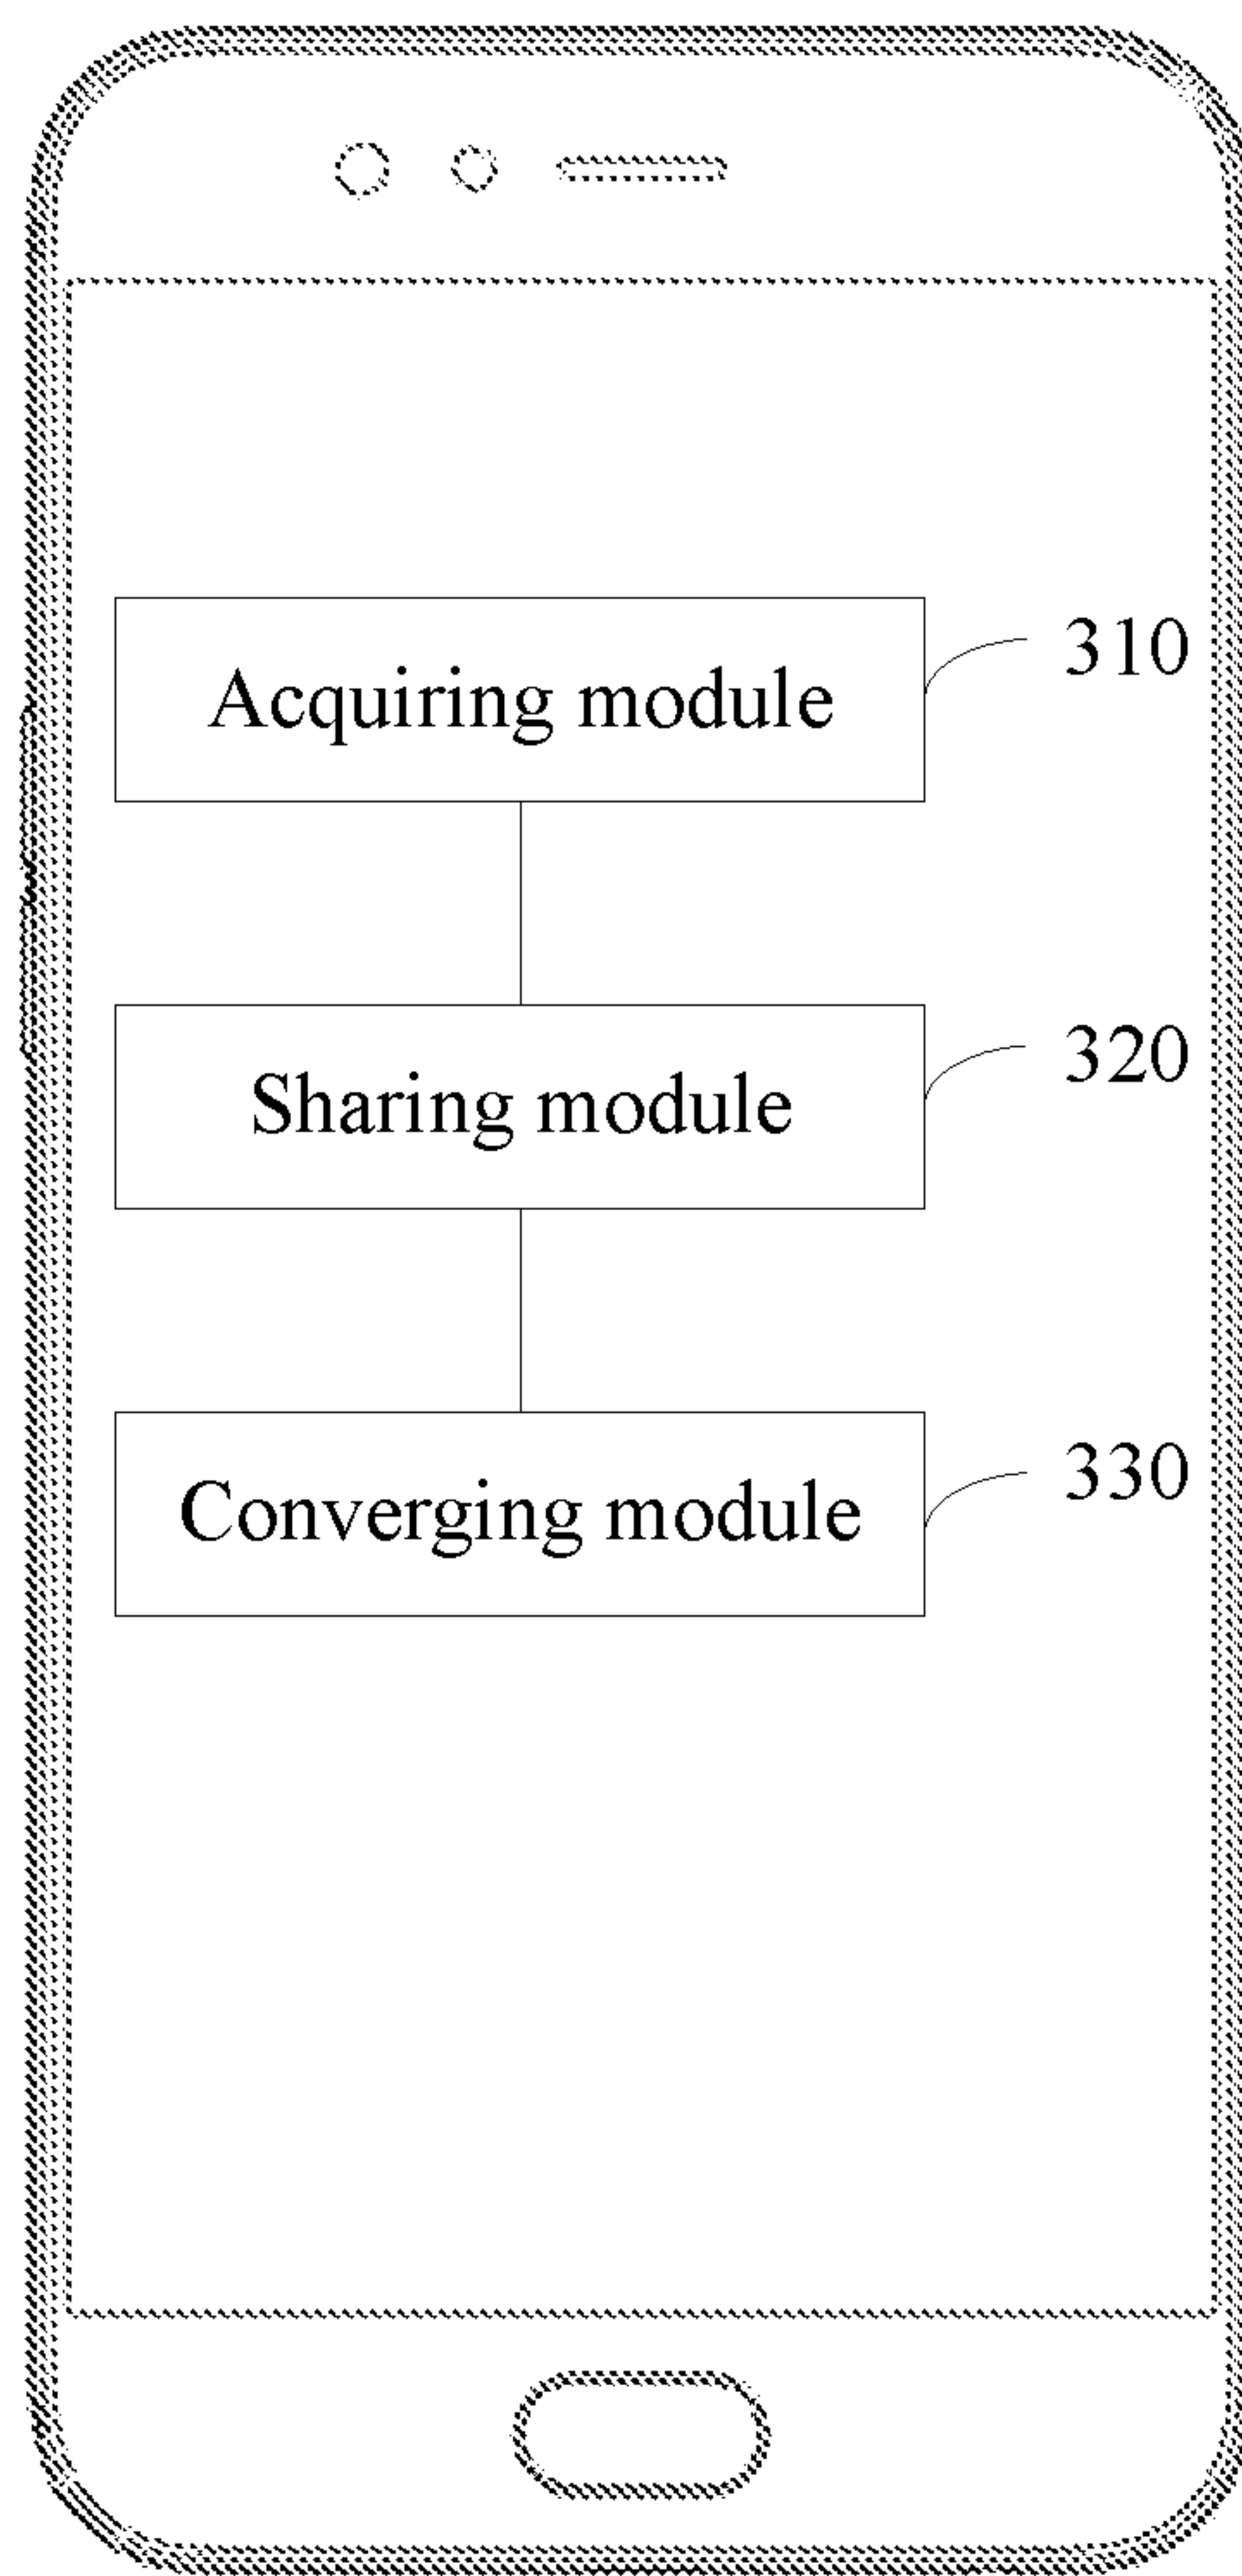 Acquiring module
310
Sharing module
320
Converging module
330